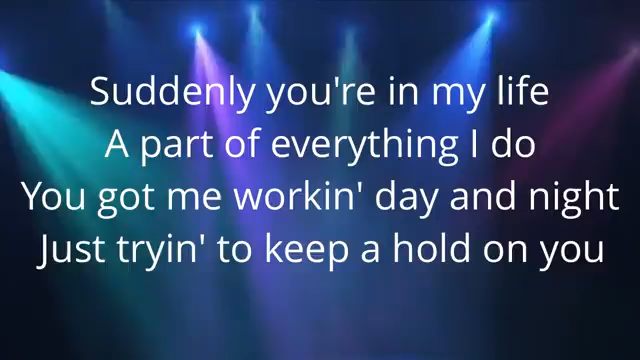 Suddenly you're in my life
A part of everything I do
You got me workin' day and night
Just tryin' to keep a hold on you